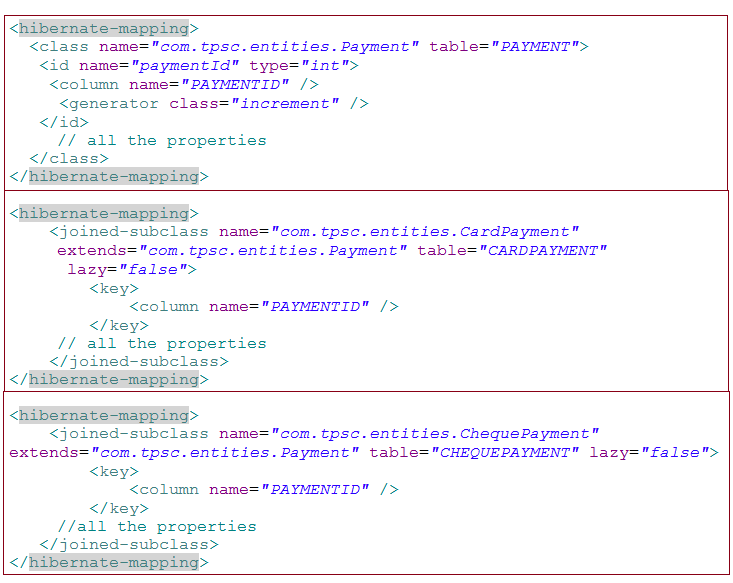 <hibernate-mapping>
<class name="com.tpsc.entities.Payment" table="PAYMENT">
<id name="paymentId" type="int">
<column name="PAYMENTID" />
<generator class="increment" />
</id>
// all the properties
</class>
</hibernate-mapping>
<hibernate-mapping>
<joined-subclass name="com.tpsc.entities.CardPayment"
extends="com.tpsc.entities.Payment" table="CARDPAYMENT"
lazy="false">
<key>
<column name="PAYMENTID" />
</key>
// all the properties
</joined-subclass>
</hibernate-mapping>
<hibernate-mapping>
<joined-subclass name="com.tpsc.entities.ChequePayment"
extends="com.tpsc.entities.Payment" table="CHEQUEPAYMENT" lazy="false">
<key>
<column name="PAYMENTID" />
</key>
//all the properties
</joined-subclass>
</hibernate-mapping>